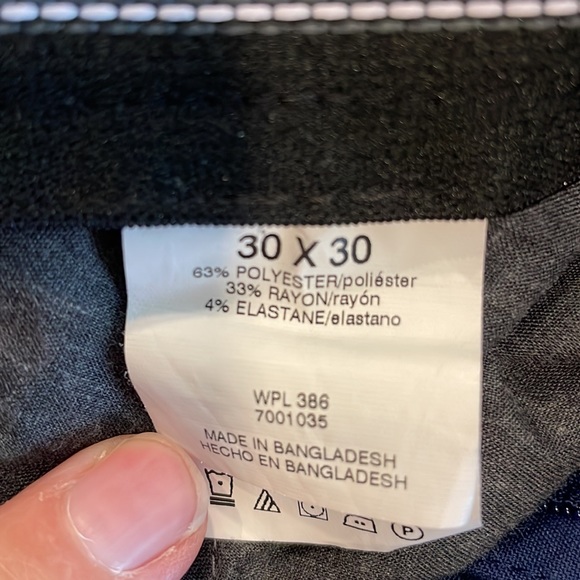 30 X 30
63% POLYESTER/poliéster
33% RAYON/rayón
4% ELASTANE/elastano
WPL 386
7001035
MADE IN BANGLADESH
HECHO EN BANGLADESH
P